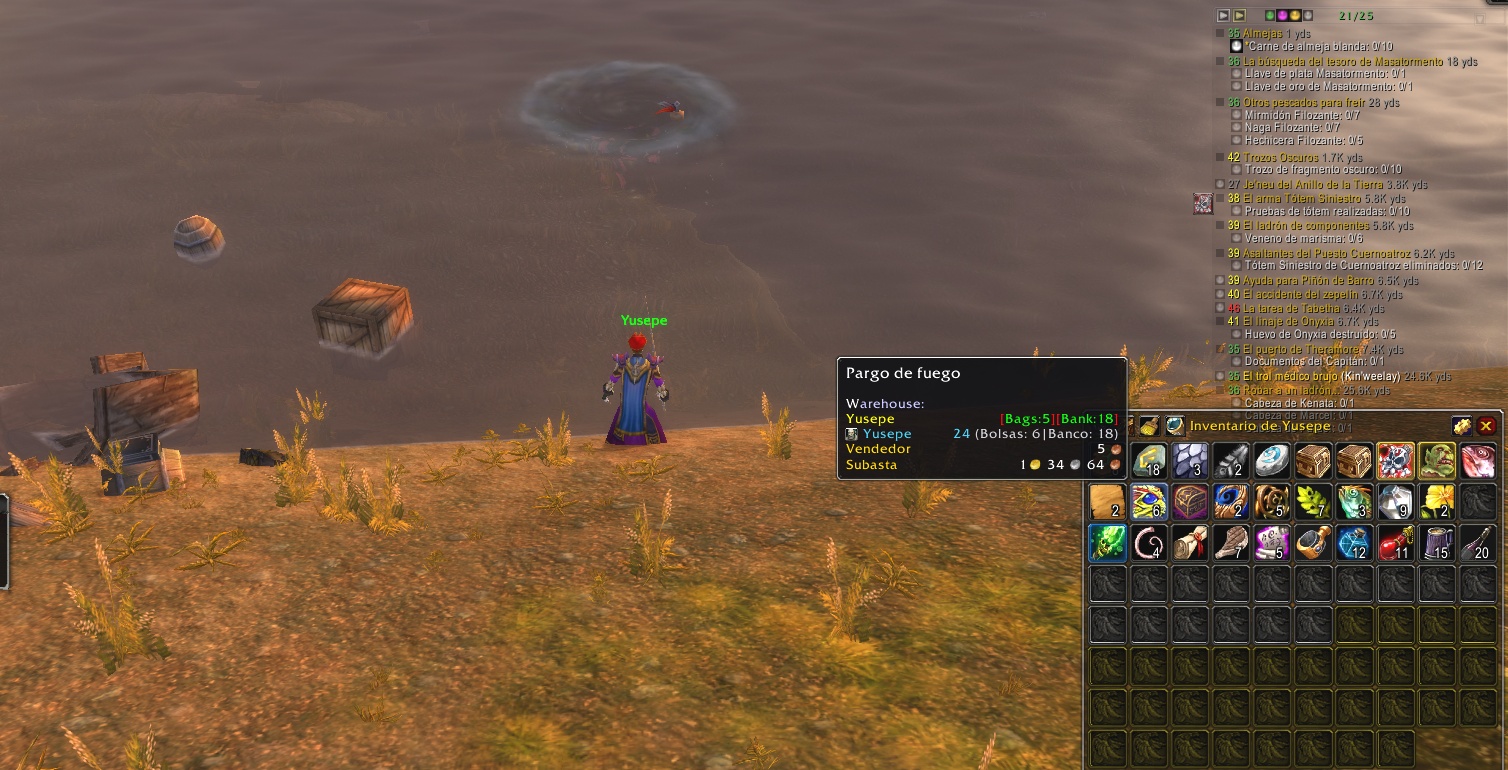 21/25
35 Almejas 1 yds
*Carne de almeja blanda: 0/10
36 La búsqueda del tesoro de Masatormento 18 yds
Llave de plata Masatormento: 0/1
Llave de oro de Masatormento: 0/1
36 Otros pescados para freír 28 yds
Mirmidón Filozante: 0/7
Naga Filozante: 0/7
Hechicera Filozante: 0/5
42 Trozos Oscuros 1.7K yds
Trozo de fragmento oscuro: 0/10
27 Je'neu del Anillo de la Tierra 3.8K yds
38 El arma Tótem Siniestro 5.8K yds
Pruebas de tótem realizadas: 0/10
39 El ladrón de componentes 5.8K yds
Veneno de marisma: 0/6
39 Asaltantes del Puesto Cuernoatroz 6.2K yds
Tótem Siniestro de Cuernoatroz eliminados: 0/12
39 Ayuda para Piñón de Barro 6.5K yds
40 El accidente del zepelín 6.7K yds
46 La tarea de Tabetha 6.4K yds
41 El linaje de Onyxia 6.7K yds
Huevo de Onyxia destruido: 0/5
35 El puerto de Theramore 7.4K yds
Documentos del Capitán: 0/1
35 El trol médico brujo (Kin'weelay) 24.6K yds
36 Robar a un ladrón... 25.6K yds
Cabeza de Kenata: 0/1
Cabeza de Marcel: 0/1
Yusepe
Pargo de fuego
Warehouse:
Yusepe [Bags:5][Bank:18]
Yusepe 24 (Bolsas: 6|Banco: 18)
Vendedor 5
Subasta 1 34 64
Inventario de Yusepe
18 3 2
2 6 2 5 7 3 9 2
4 7 5 12 11 15 20